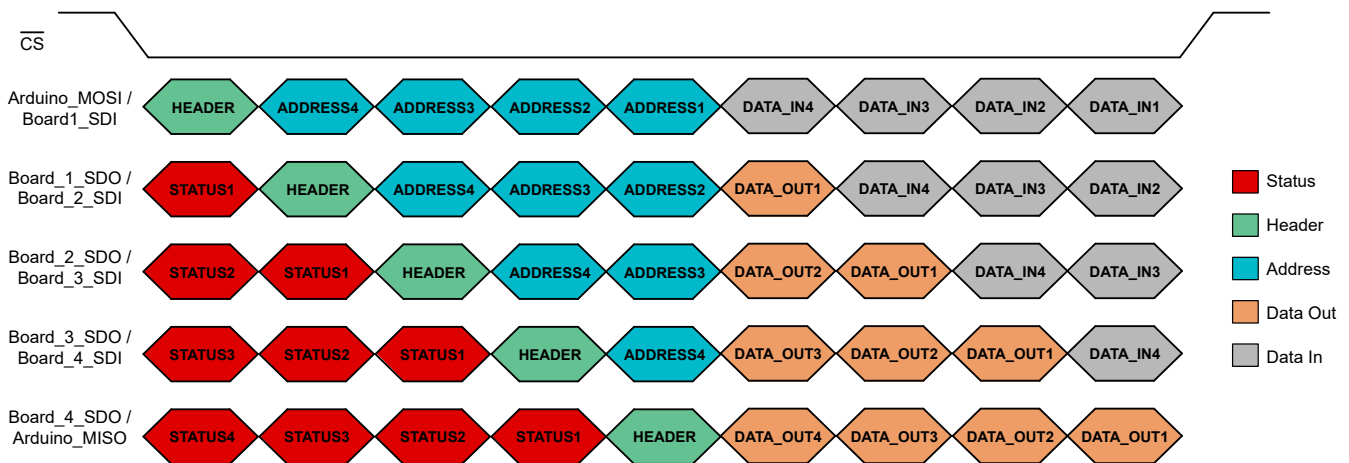 CS
Arduino_MOSI /
Board1_SDI
HEADER ADDRESS4 ADDRESS3 ADDRESS2 ADDRESS1 DATA_IN4 DATA_IN3 DATA_IN2 DATA_IN1
Board_1_SDO /
Board_2_SDI
STATUS1 HEADER ADDRESS4 ADDRESS3 ADDRESS2 DATA_OUT1 DATA_IN4 DATA_IN3 DATA_IN2
Board_2_SDO /
Board_3_SDI
STATUS2 STATUS1 HEADER ADDRESS4 ADDRESS3 DATA_OUT2 DATA_OUT1 DATA_IN4 DATA_IN3
Board_3_SDO /
Board_4_SDI
STATUS3 STATUS2 STATUS1 HEADER ADDRESS4 DATA_OUT3 DATA_OUT2 DATA_OUT1 DATA_IN4
Board_4_SDO /
Arduino_MISO
STATUS4 STATUS3 STATUS2 STATUS1 HEADER DATA_OUT4 DATA_OUT3 DATA_OUT2 DATA_OUT1
Status
Header
Address
Data Out
Data In